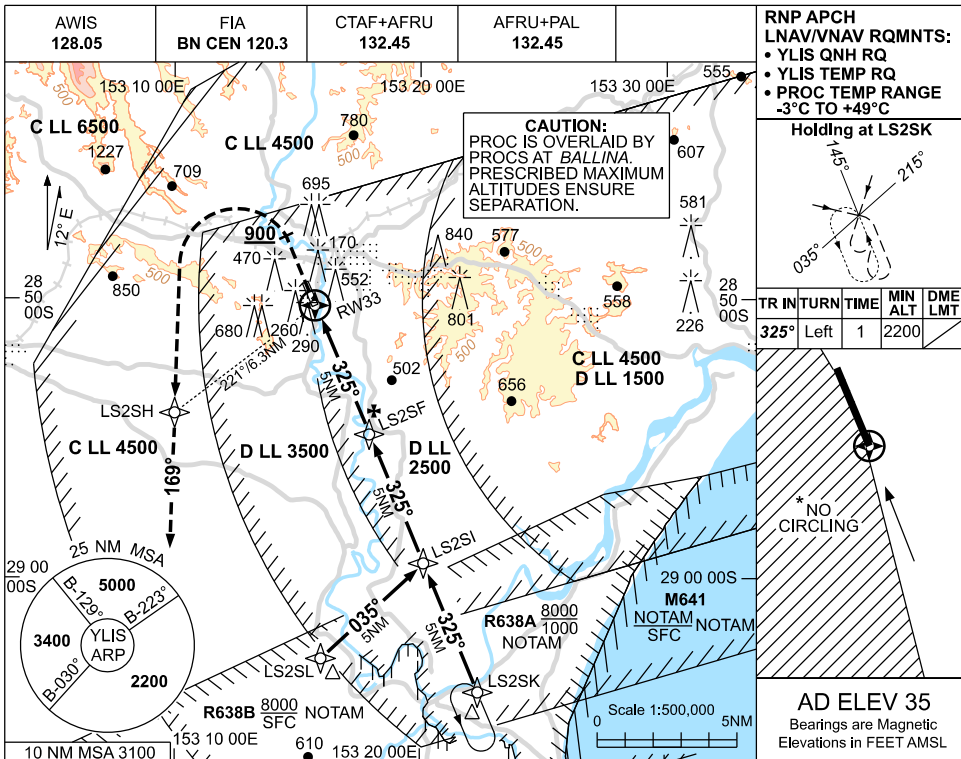 AWIS
128.05
FIA
BN CEN 120.3
CTAF+AFRU
132.45
AFRU+PAL
132.45
RNP APCH
LNAV/VNAV RQMNTS:
• YLIS QNH RQ
• YLIS TEMP RQ
• PROC TEMP RANGE
-3°C TO +49°C
153 10 00E
153 20 00E
153 30 00E
555
500
C LL 6500
1227
709
C LL 4500
780
500
CAUTION:
PROC IS OVERLAID BY
PROCS AT BALLINA.
PRESCRIBED MAXIMUM
ALTITUDES ENSURE
SEPARATION.
607
Holding at LS2SK
145°
215°
035°
12° E
695
900
170
470
552
840
577
500
581
500
850
28
50
00S
RW33
680
260
290
801
500
558
226
28
50
00S
TR IN
TURN
TIME
MIN
ALT
DME
LMT
325°
Left
1
2200
221°/6.3NM
325°
5NM
502
C LL 4500
D LL 1500
656
LS2SH
LS2SF
C LL 4500
D LL 3500
D LL
2500
169°
325°
5NM
*NO
CIRCLING
LS2SI
25 NM MSA
29 00
00S
5000
B-129°
B-223°
3400
YLIS
ARP
B-030°
2200
035°
5NM
325°
5NM
R638A
8000
1000
NOTAM
29 00 00S
M641
NOTAM
SFC
NOTAM
LS2SL
LS2SK
R638B
8000
SFC
NOTAM
153 10 00E
610
153 20 00E
Scale 1:500,000
0
5NM
10 NM MSA 3100
AD ELEV 35
Bearings are Magnetic
Elevations in FEET AMSL